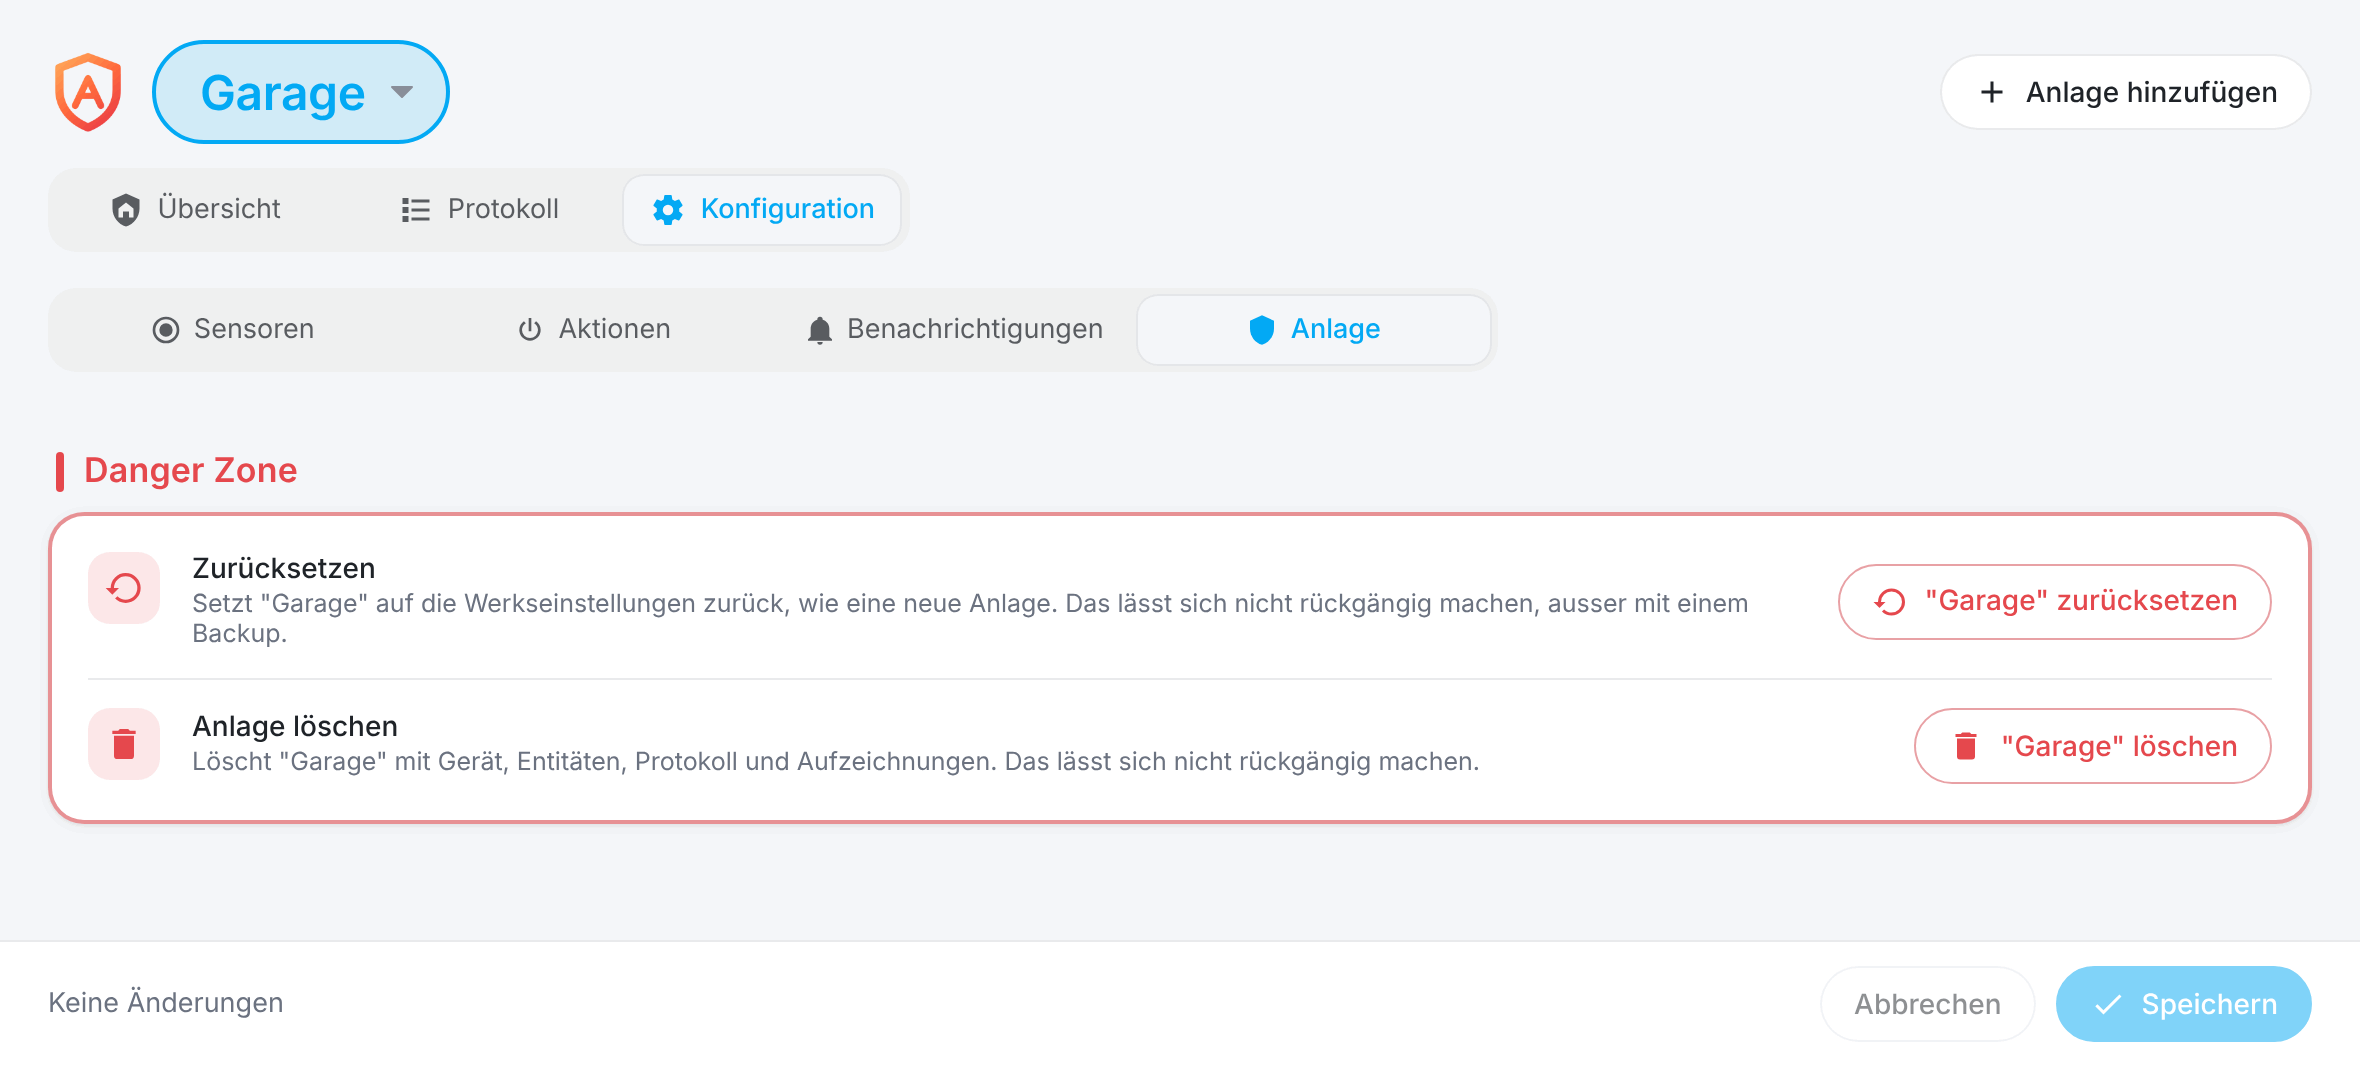 Garage
Anlage hinzufügen
Übersicht
Protokoll
Konfiguration
Sensoren
Aktionen
Benachrichtigungen
Anlage
Danger Zone
Zurücksetzen
Setzt "Garage" auf die Werkseinstellungen zurück, wie eine neue Anlage. Das lässt sich nicht rückgängig machen, ausser mit einem
Backup.
"Garage" zurücksetzen
Anlage löschen
Löscht "Garage" mit Gerät, Entitäten, Protokoll und Aufzeichnungen. Das lässt sich nicht rückgängig machen.
"Garage" löschen
Keine Änderungen
Abbrechen
Speichern